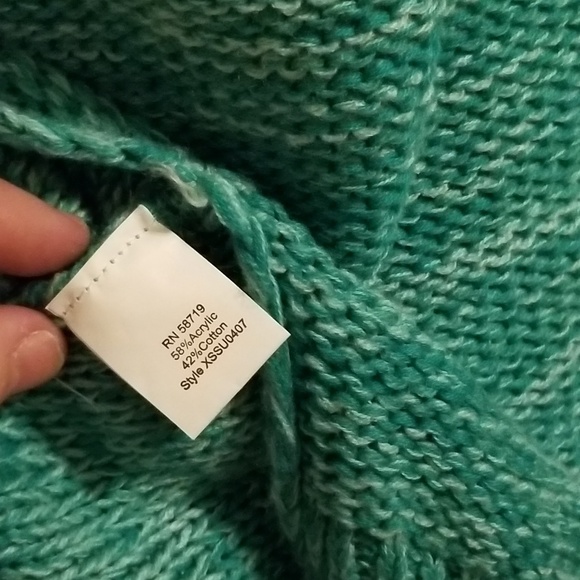 RN 58719
58%Acrylic
42%Cotton
Style XSSU0407